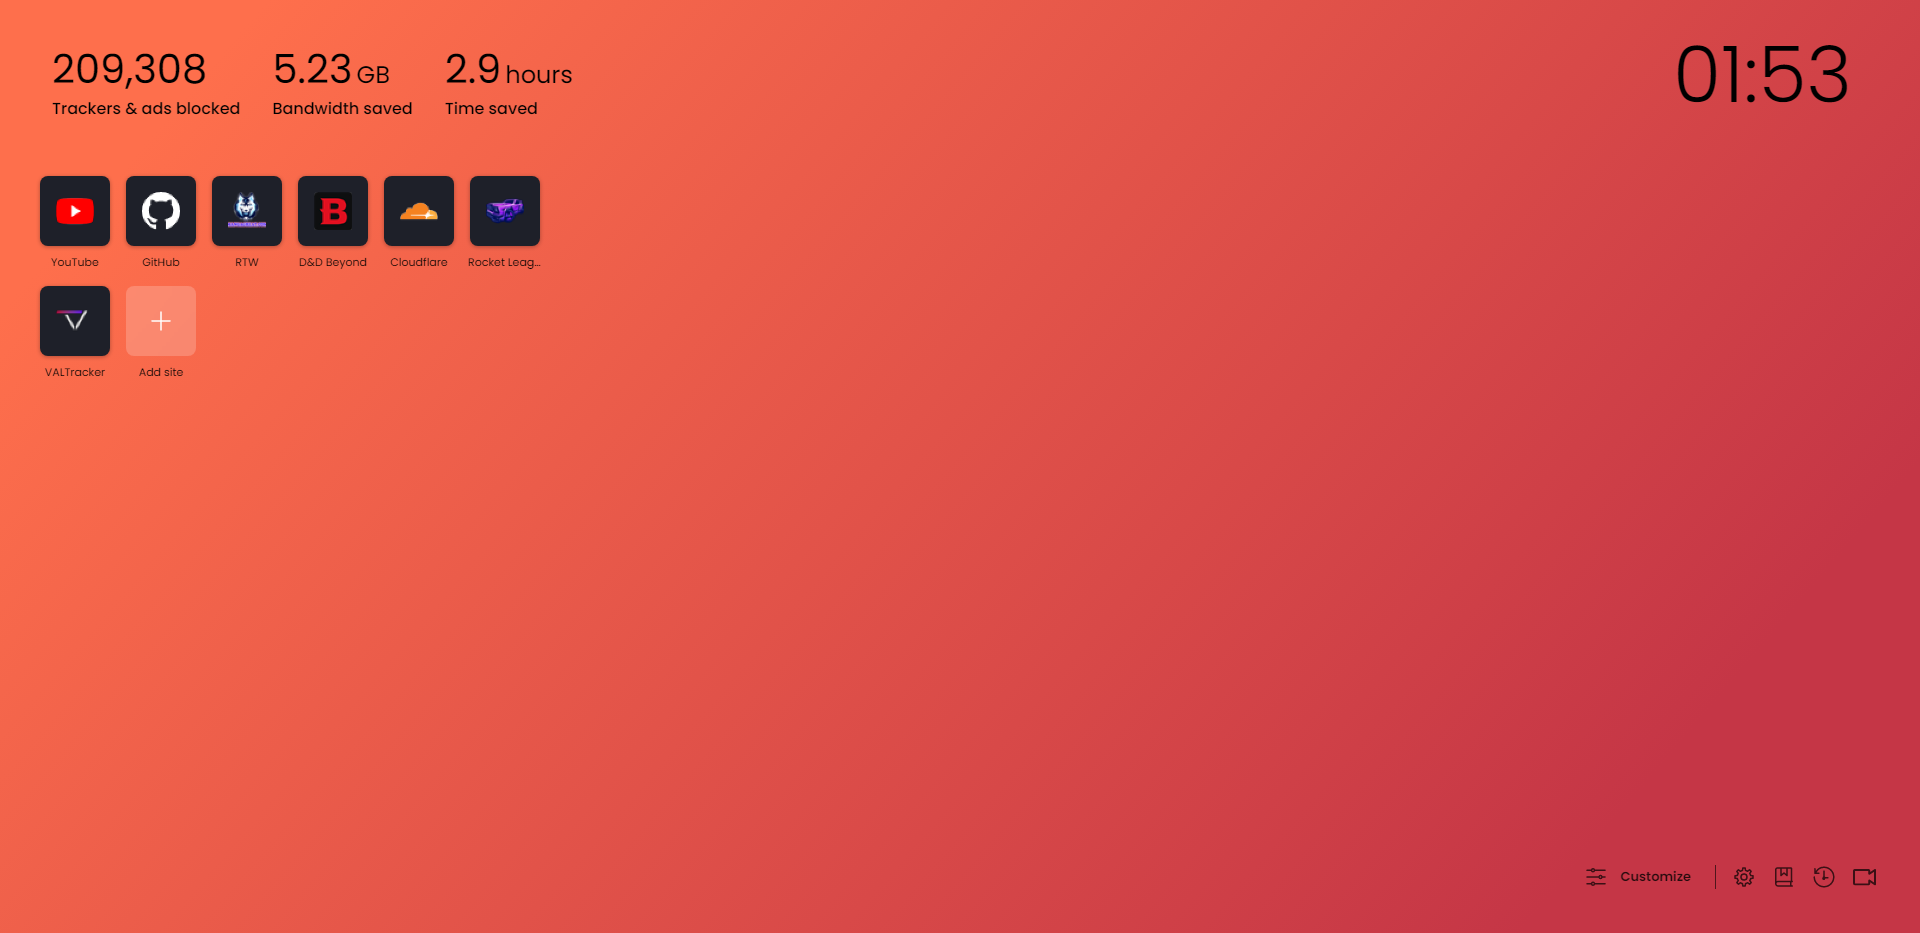 209,308
Trackers & ads blocked
5.23 GB
Bandwidth saved
2.9 hours
Time saved
01:53
YouTube
GitHub
RTW
D&D Beyond
Cloudflare
Rocket Leag...
VALTracker
Add site
Customize